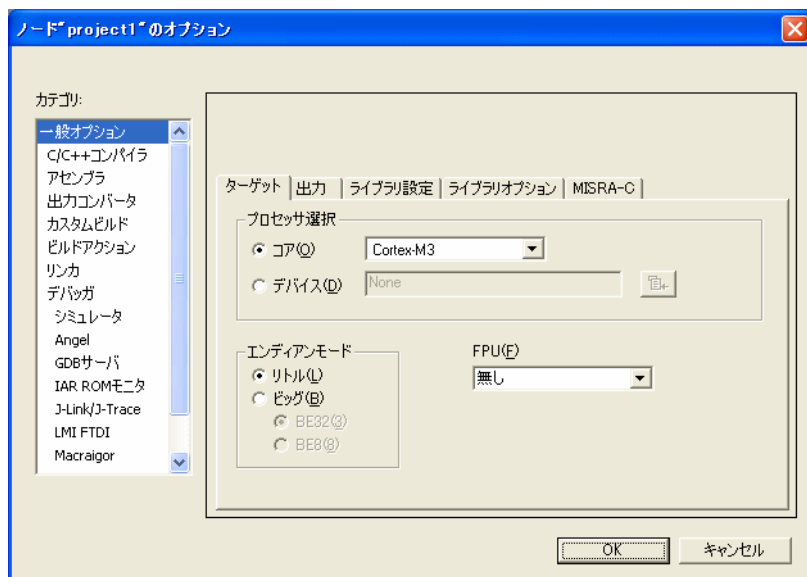 ノード"project1"のオプション
カテゴリ:
一般オプション
C/C++コンパイラ
アセンブラ
出力コンバータ
カスタムビルド
ビルドアクション
リンカ
デバッガ
シミュレータ
Angel
GDBサーバ
IAR ROMモニタ
J-Link/J-Trace
LMI FTDI
Macraigor
ターゲット 出力 ライブラリ設定 ライブラリオプション MISRA-C
プロセッサ選択
コア(O) Cortex-M3
デバイス(D) None
エンディアンモード
リトル(L)
ビッグ(B)
BE32(3)
BE8(8)
FPU(F)
無し
OK キャンセル